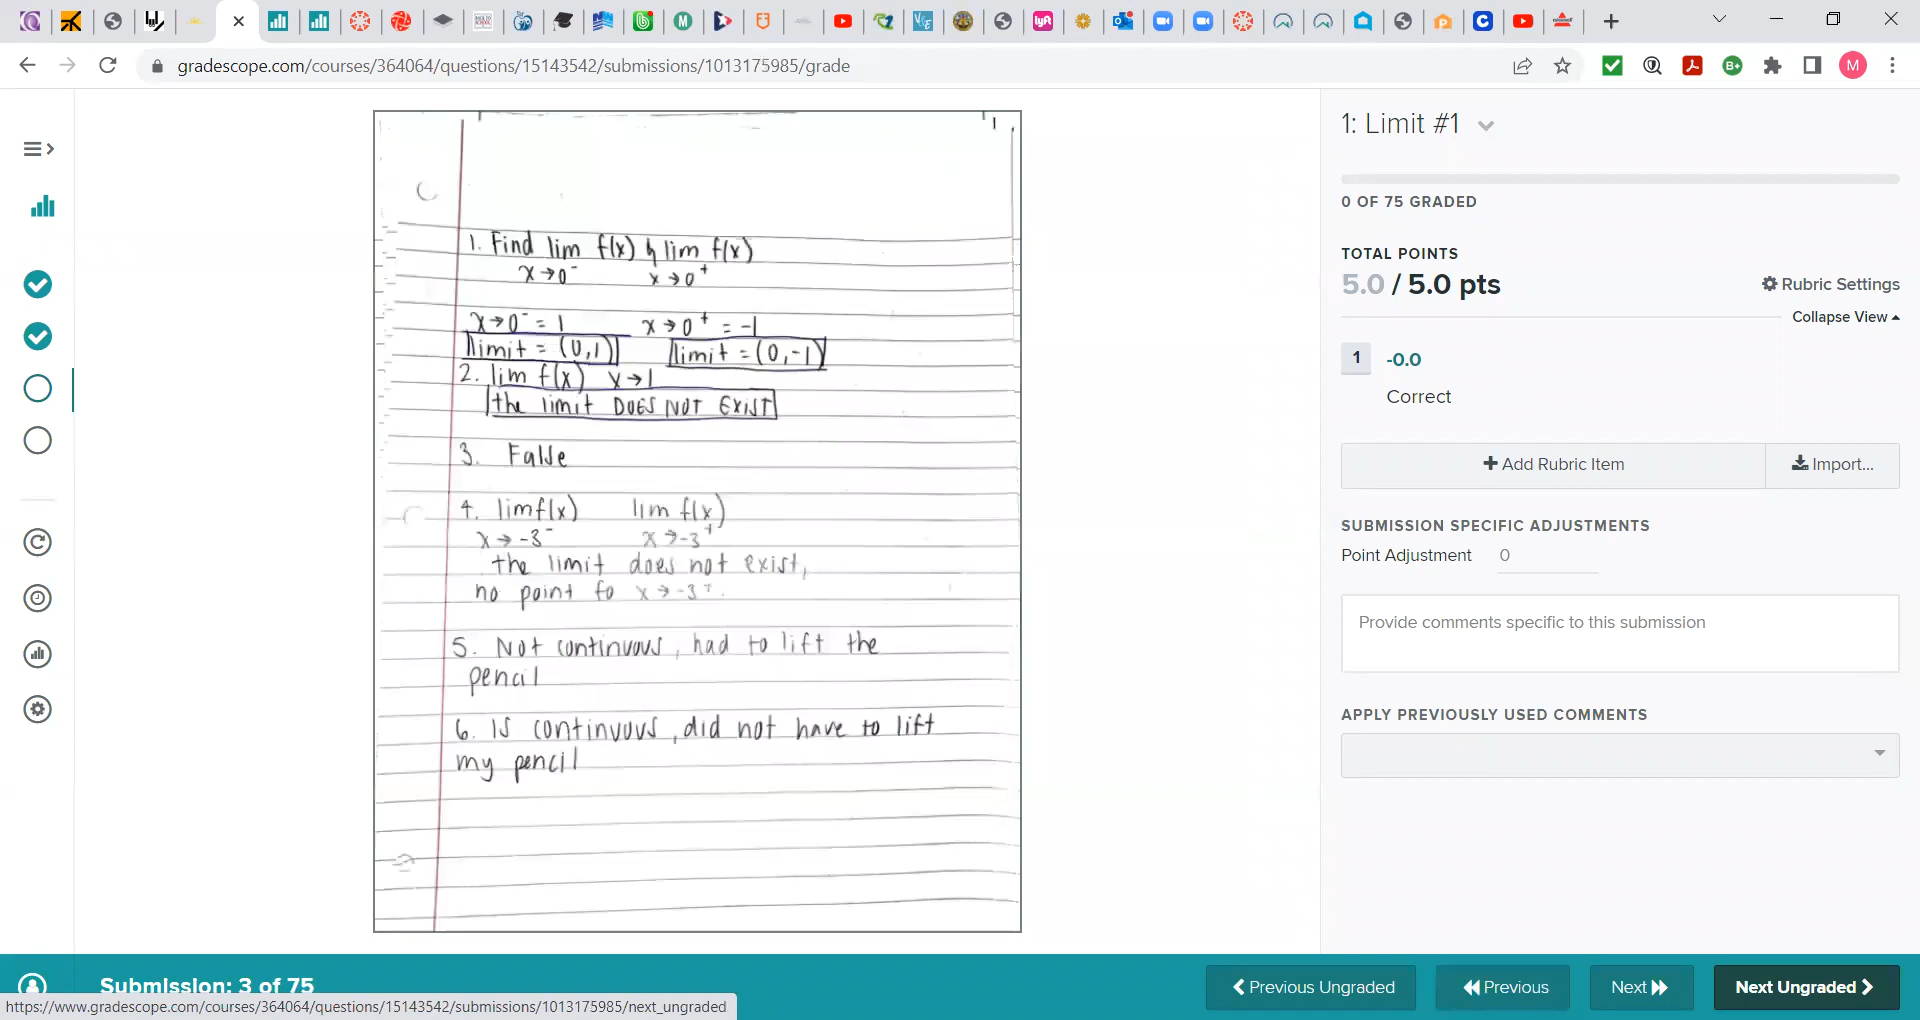 gradescope.com/courses/364064/questions/15143542/submissions/1013175985/grade
M
1: Limit #1
0 OF 75 GRADED
TOTAL POINTS
5.0 / 5.0 pts
Rubric Settings
Collapse View
1 -0.0
Correct
+ Add Rubric Item
Import...
SUBMISSION SPECIFIC ADJUSTMENTS
Point Adjustment 0
Provide comments specific to this submission
APPLY PREVIOUSLY USED COMMENTS
1
1. Find lim f(x) & lim f(x)
x→0⁻ x→0⁺
x→0⁻ = 1 x→0⁺ = -1
limit = (0,1) limit = (0,-1)
2. lim f(x) x→1
the limit DOES NOT EXIST
3. False
4. lim f(x) lim f(x)
x→-3⁻ x→-3⁺
the limit does not exist,
no point fo x→-3⁺.
5. Not continuous, had to lift the
pencil
6. IS continuous, did not have to lift
my pencil
Submission: 3 of 75
Previous Ungraded
Previous
Next
Next Ungraded
https://www.gradescope.com/courses/364064/questions/15143542/submissions/1013175985/next_ungraded